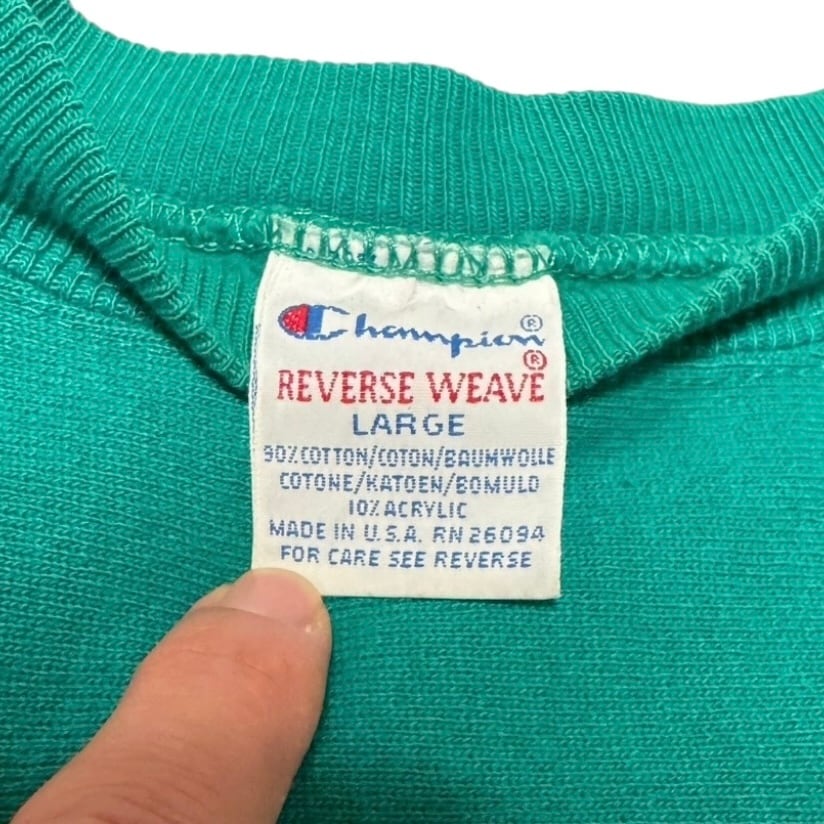 Champion®
®
REVERSE WEAVE
LARGE
90% COTTON/COTON/BAUMWOLLE
COTONE/KATOEN/BOMULD
10% ACRYLIC
MADE IN U.S.A. RN 26094
FOR CARE SEE REVERSE